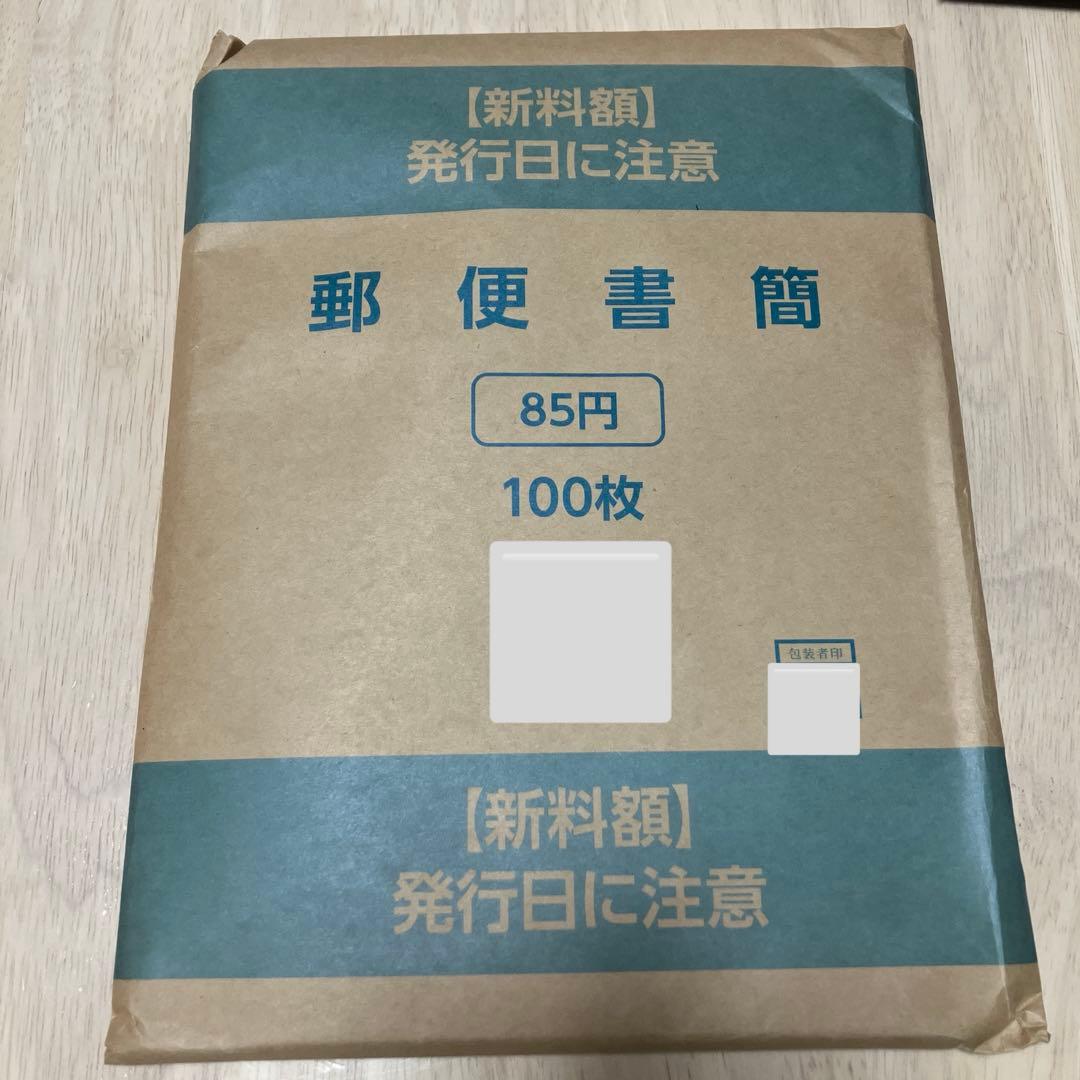 【新料額】
発行日に注意
郵便書簡
85円
100枚
包装者印
【新料額】
発行日に注意